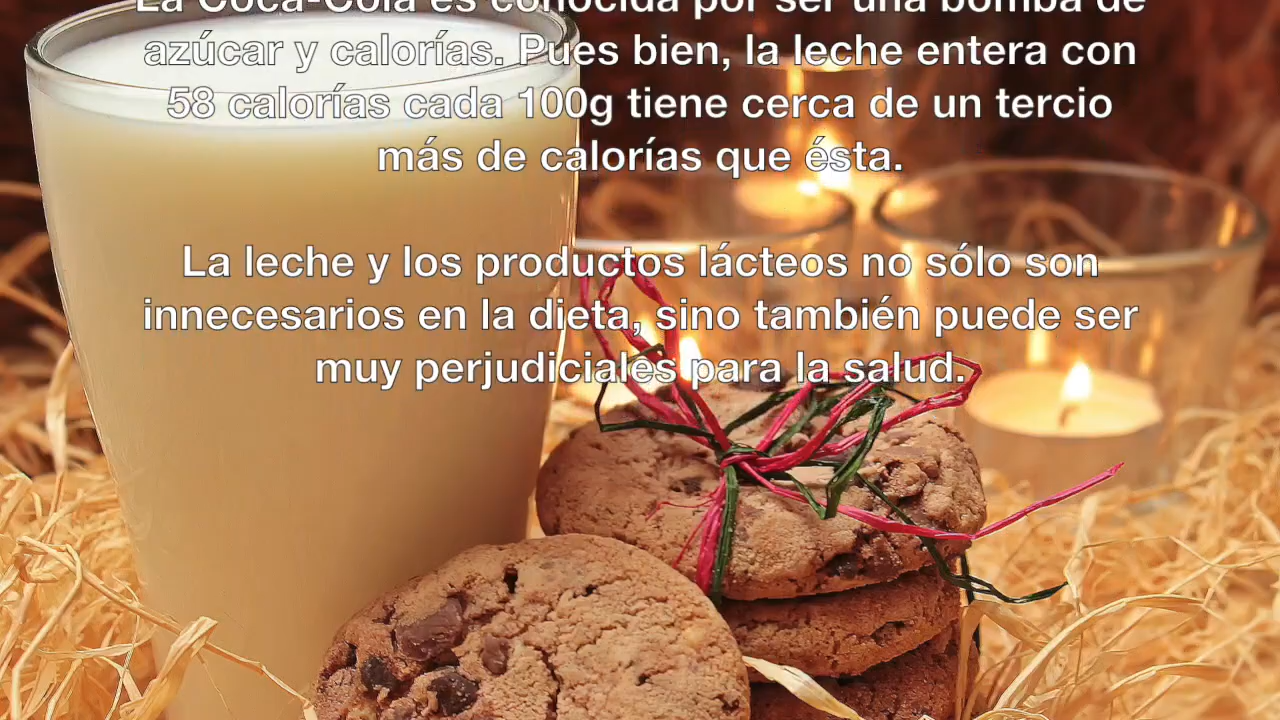 La Coca-Cola es conocida por ser una bomba de
azúcar y calorías. Pues bien, la leche entera con
58 calorías cada 100g tiene cerca de un tercio
más de calorías que ésta.
La leche y los productos lácteos no sólo son
innecesarios en la dieta, sino también puede ser
muy perjudiciales para la salud.